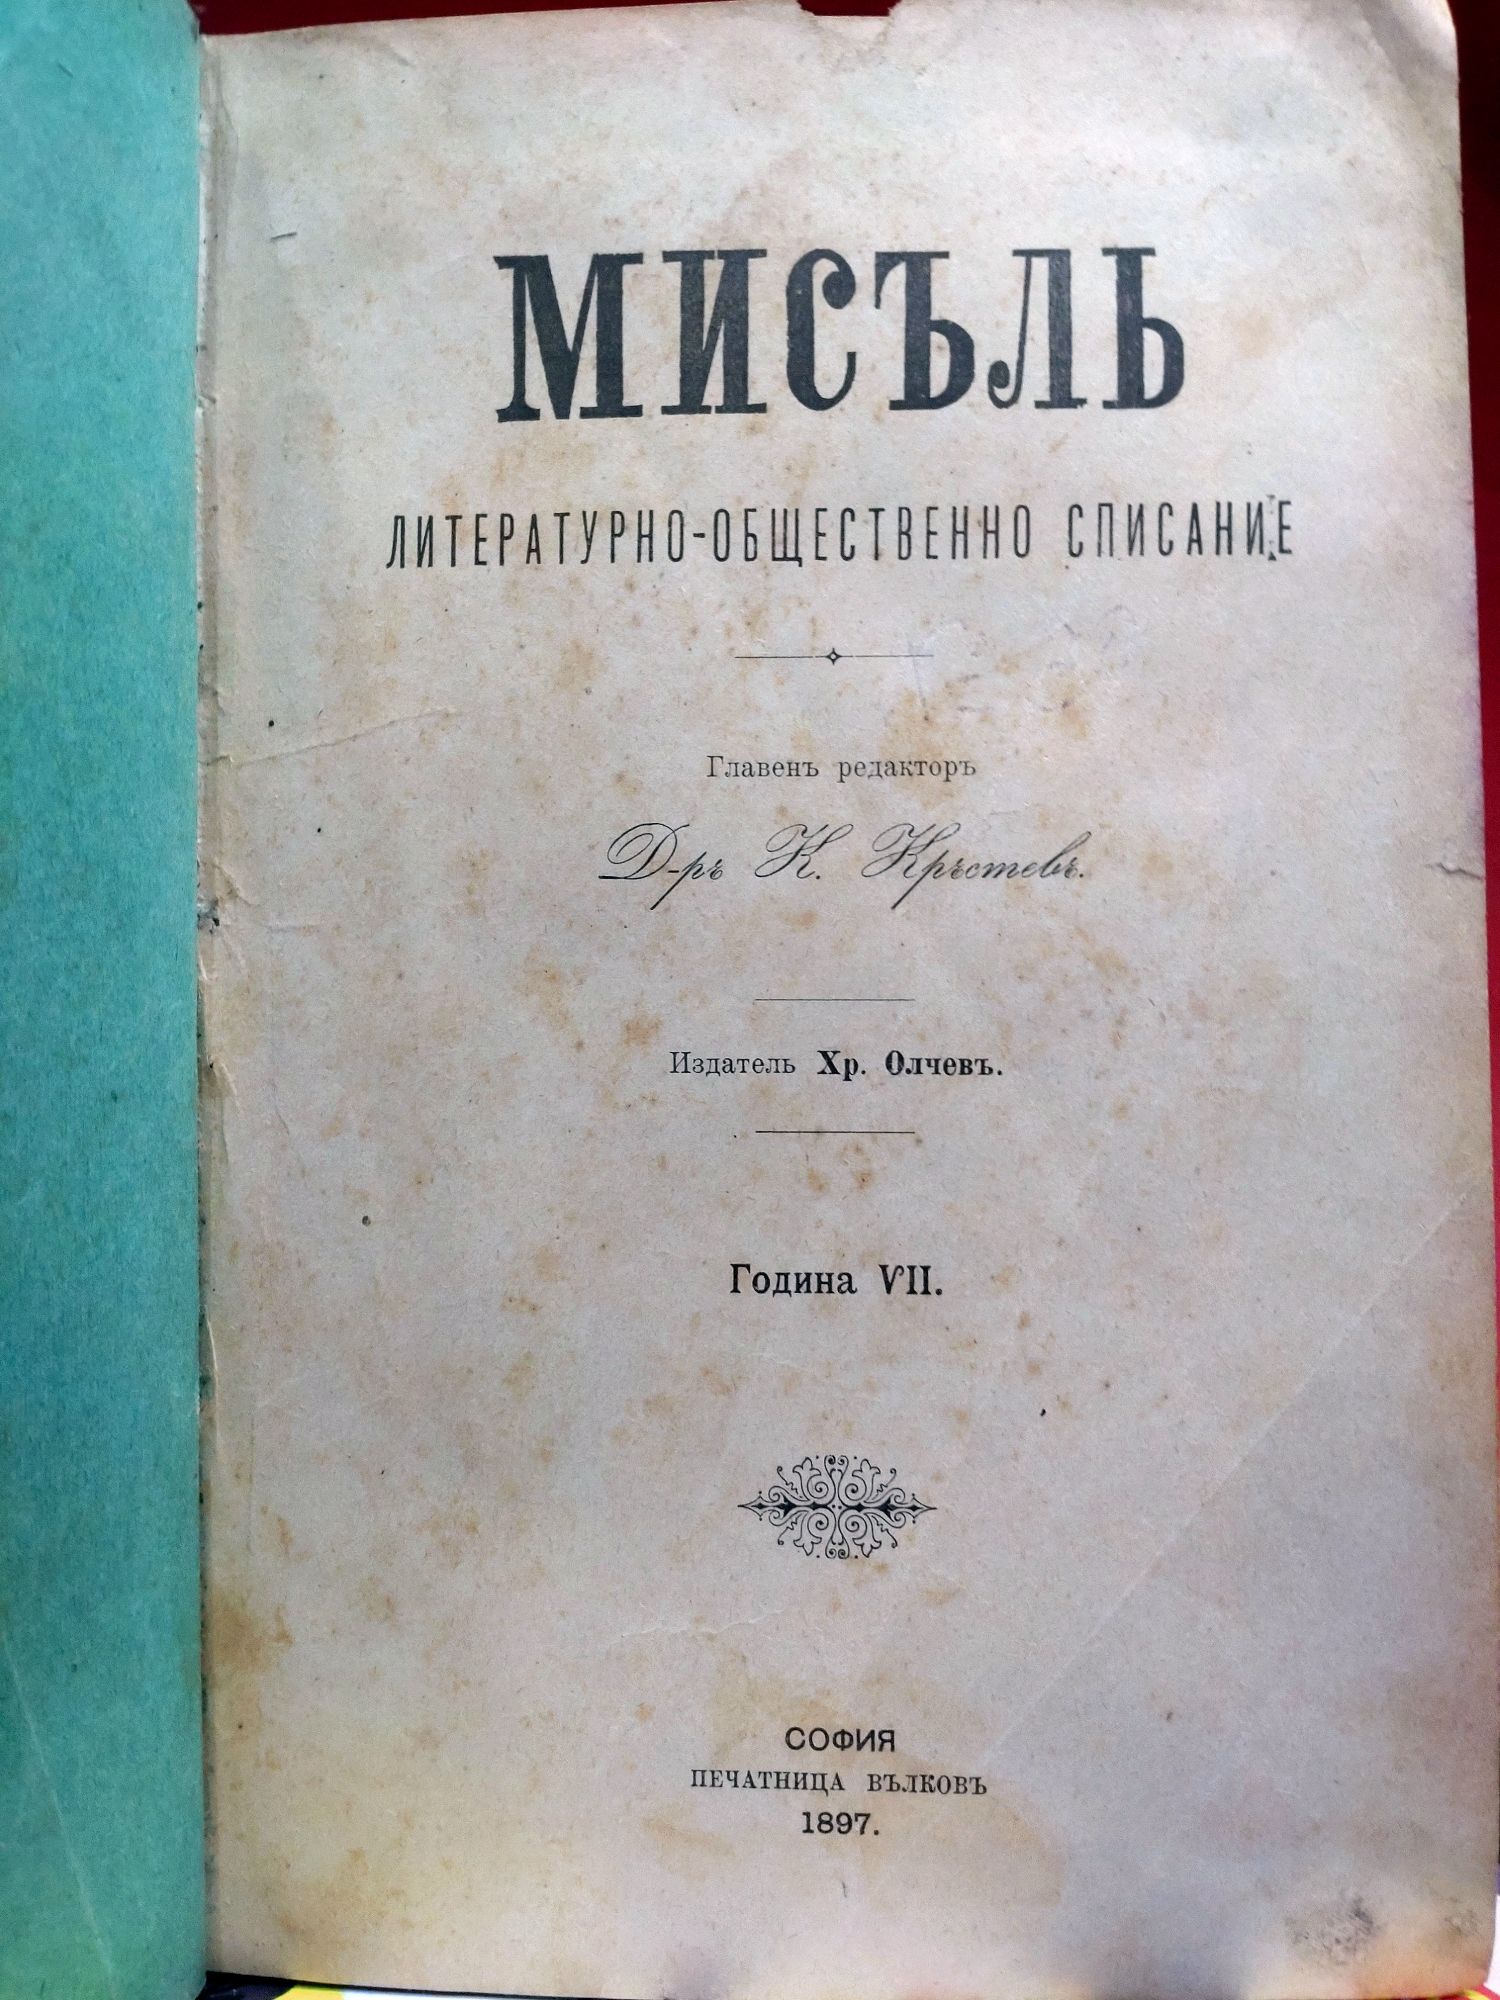 МИСЪЛЬ
ЛИТЕРАТУРНО-ОБЩЕСТВЕННО СПИСАНИЕ
Главенъ редакторъ
Д-ръ К. Кръстевъ.
Издатель Хр. Олчевъ.
Година VII.
СОФИЯ
ПЕЧАТНИЦА ВЪЛКОВЪ
1897.